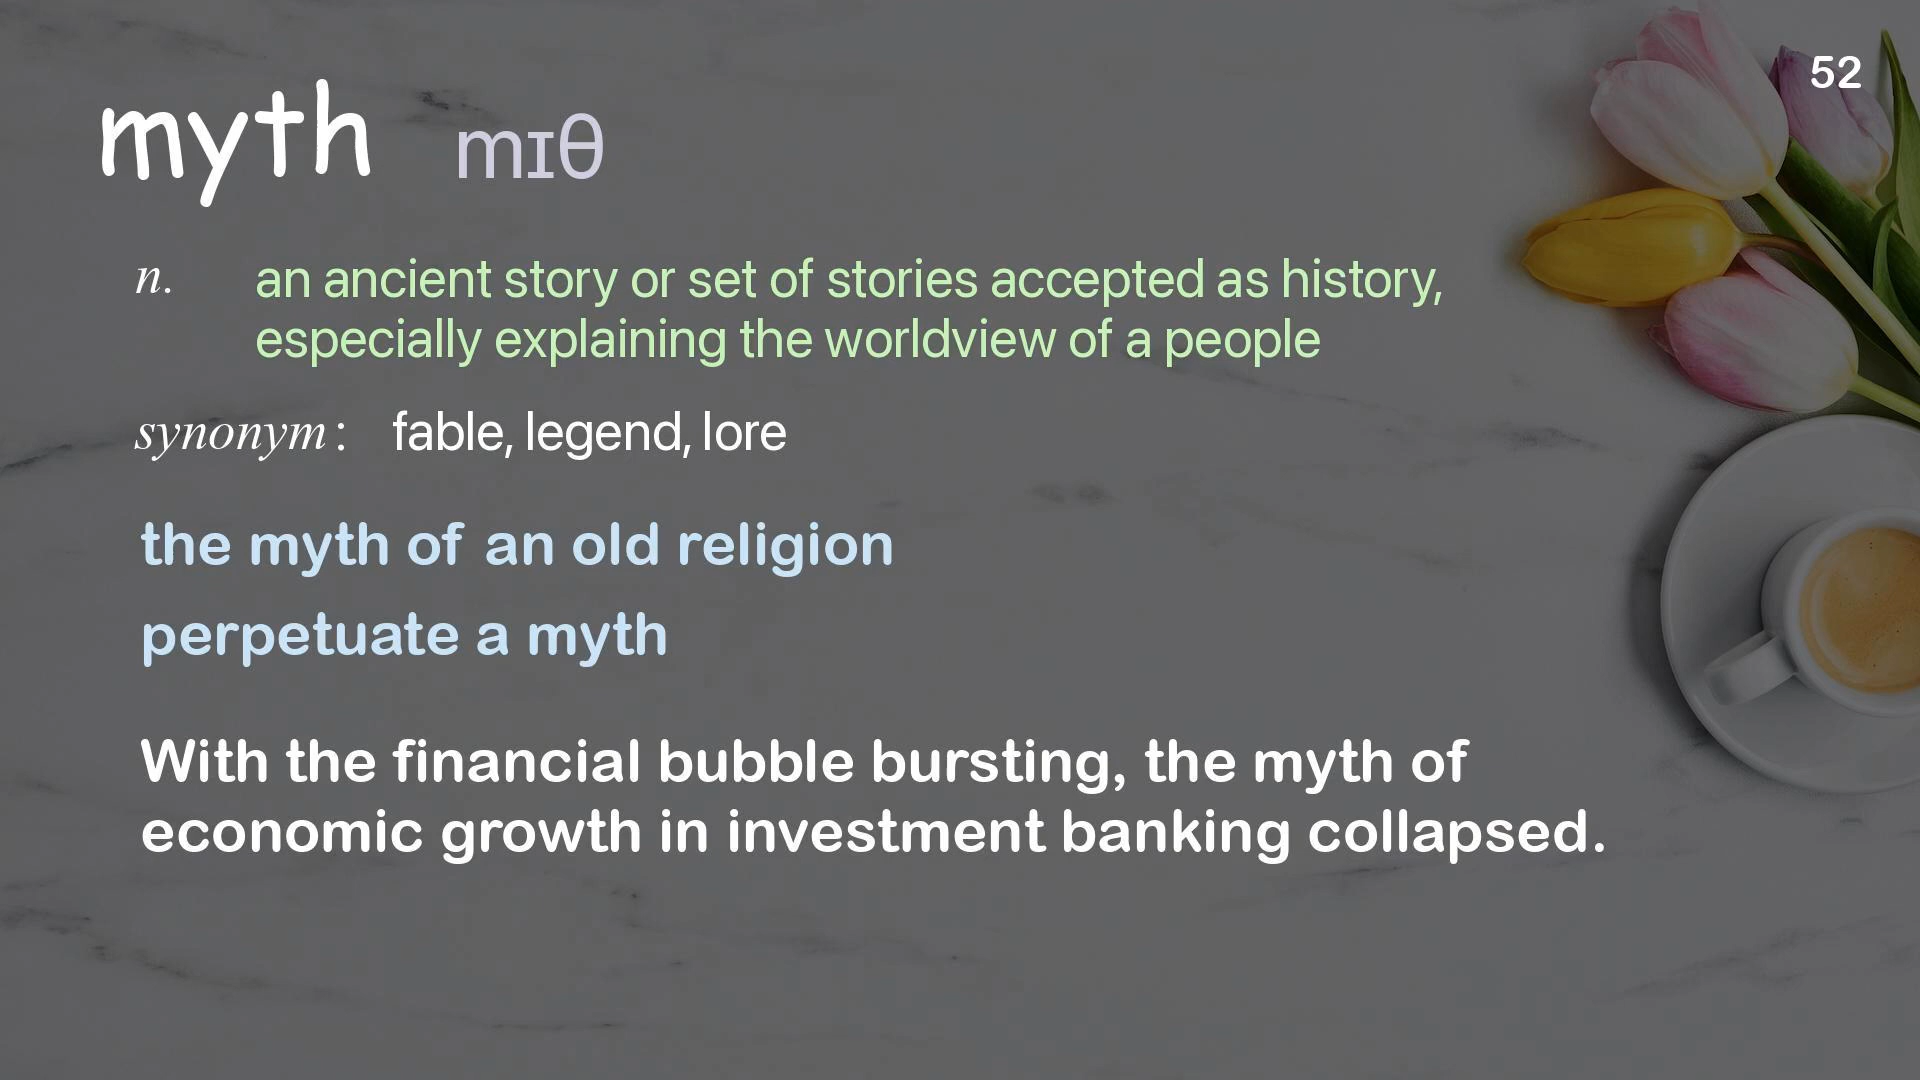 52
myth mɪθ
n. an ancient story or set of stories accepted as history,
especially explaining the worldview of a people
synonym: fable, legend, lore
the myth of an old religion
perpetuate a myth
With the financial bubble bursting, the myth of
economic growth in investment banking collapsed.